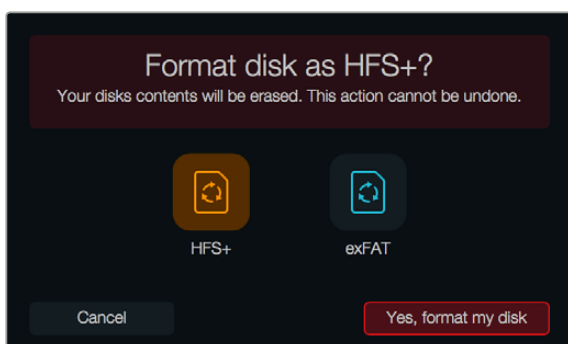 Format disk as HFS+?
Your disks contents will be erased. This action cannot be undone.
HFS+
exFAT
Cancel
Yes, format my disk